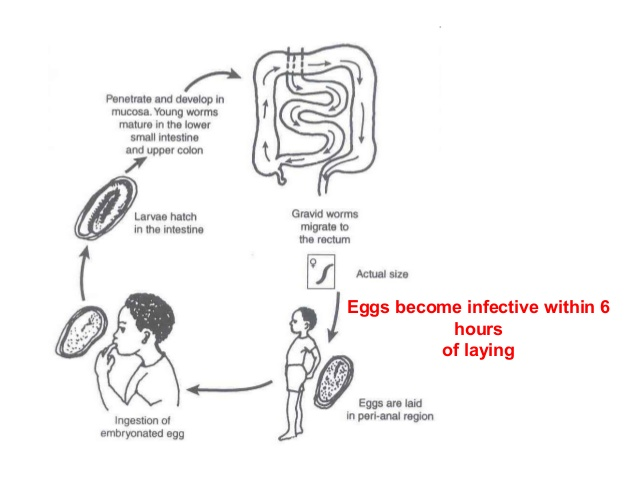 Penetrate and develop in
mucosa. Young worms
mature in the lower
small intestine
and upper colon
Larvae hatch
in the intestine
Gravid worms
migrate to
the rectum
♀
Actual size
Eggs become infective within 6
hours
of laying
Eggs are laid
in peri-anal region
Ingestion of
embryonated egg